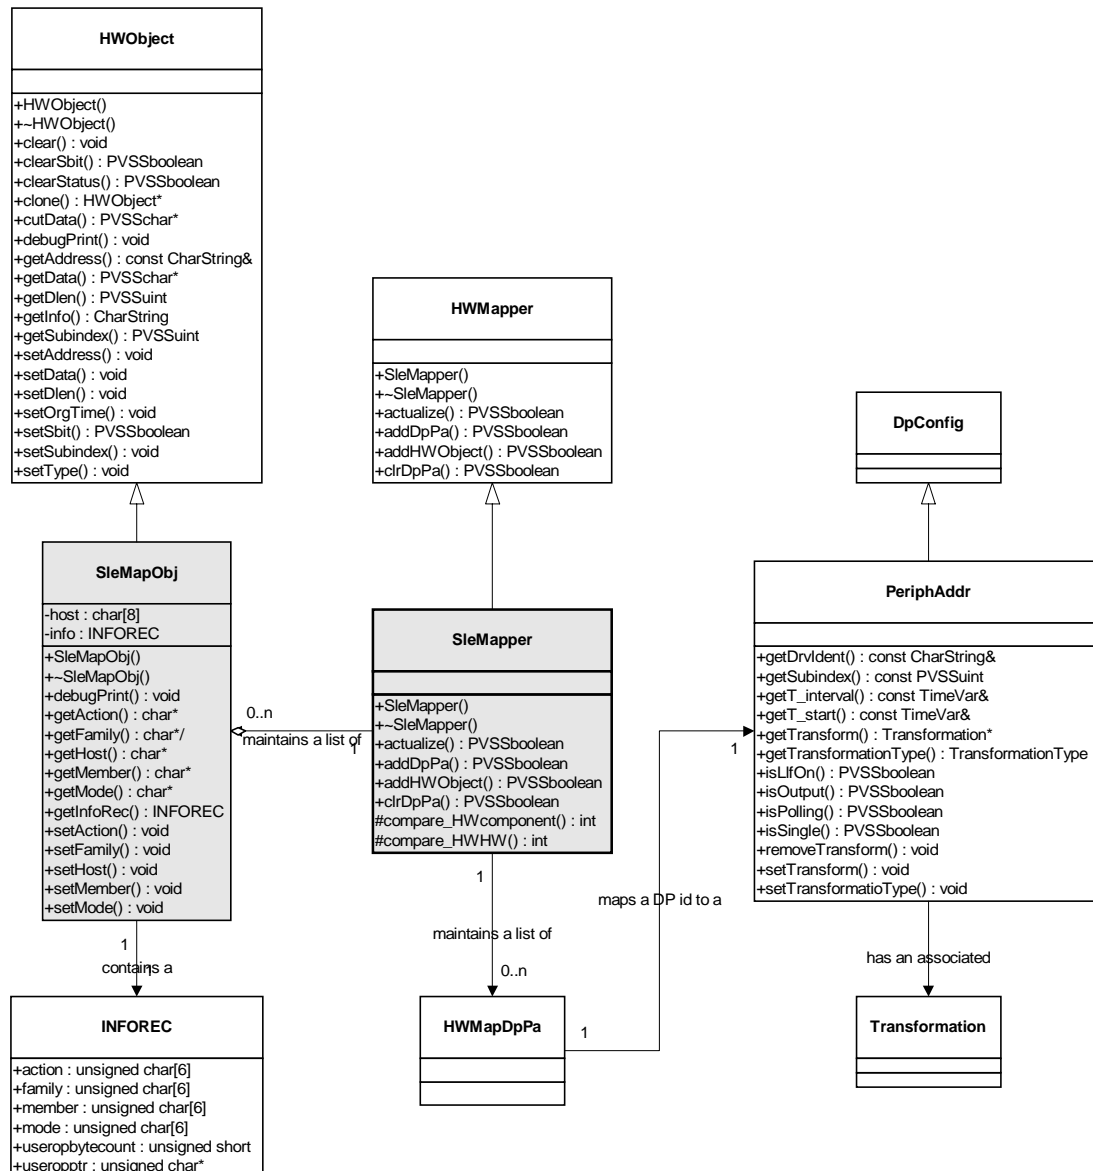 HWObject
+HWObject()
+~HWObject()
+clear() : void
+clearSbit() : PVSSboolean
+clearStatus() : PVSSboolean
+clone() : HWObject*
+cutData() : PVSSchar*
+debugPrint() : void
+getAddress() : const CharString&
+getData() : PVSSchar*
+getDlen() : PVSSuint
+getInfo() : CharString
+getSubindex() : PVSSuint
+setAddress() : void
+setData() : void
+setDlen() : void
+setOrgTime() : void
+setSbit() : PVSSboolean
+setSubindex() : void
+setType() : void
HWMapper
+SleMapper()
+~SleMapper()
+actualize() : PVSSboolean
+addDpPa() : PVSSboolean
+addHWObject() : PVSSboolean
+clrDpPa() : PVSSboolean
DpConfig
SleMapObj
-host : char[8]
-info : INFOREC
+SleMapObj()
+~SleMapObj()
+debugPrint() : void
+getAction() : char*
+getFamily() : char*/
+getHost() : char*
+getMember() : char*
+getMode() : char*
+getInfoRec() : INFOREC
+setAction() : void
+setFamily() : void
+setHost() : void
+setMember() : void
+setMode() : void
0..n
maintains a list of
1
SleMapper
+SleMapper()
+~SleMapper()
+actualize() : PVSSboolean
+addDpPa() : PVSSboolean
+addHWObject() : PVSSboolean
+clrDpPa() : PVSSboolean
#compare_HWcomponent() : int
#compare_HWHW() : int
PeriphAddr
+getDrvIdent() : const CharString&
+getSubindex() : const PVSSuint
+getT_interval() : const TimeVar&
+getT_start() : const TimeVar&
+getTransform() : Transformation*
+getTransformationType() : TransformationType
+isLlfOn() : PVSSboolean
+isOutput() : PVSSboolean
+isPolling() : PVSSboolean
+isSingle() : PVSSboolean
+removeTransform() : void
+setTransform() : void
+setTransformatioType() : void
1
maps a DP id to a
1
1
maintains a list of
0..n
1
contains a
1
has an associated
INFOREC
+action : unsigned char[6]
+family : unsigned char[6]
+member : unsigned char[6]
+mode : unsigned char[6]
+useropbytecount : unsigned short
+useropptr : unsigned char*
HWMapDpPa
Transformation